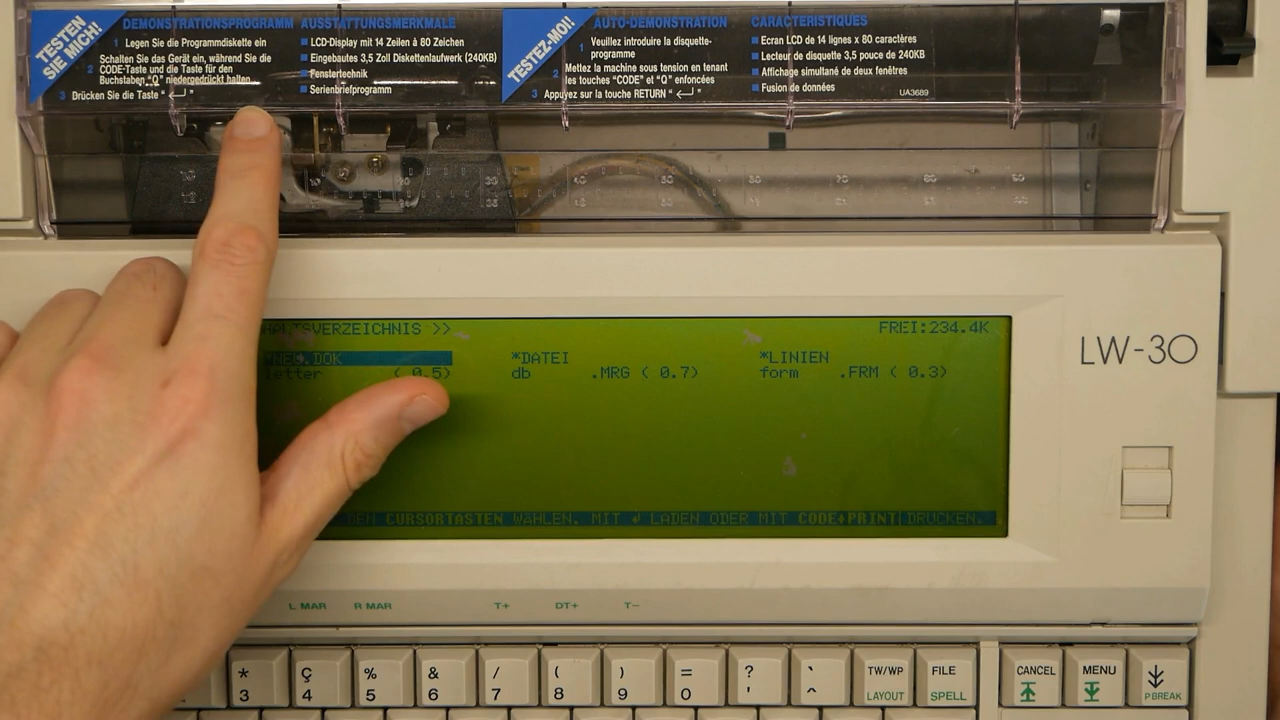 TESTEN
SIE MICH!
DEMONSTRATIONSPROGRAMM
1 Legen Sie die Programmdiskette ein
2 Schalten Sie das Gerät ein, während Sie die
CODE-Taste und die Taste für den
Buchstaben "Q" niedergedrückt halten
3 Drücken Sie die Taste " ↵ "
AUSSTATTUNGSMERKMALE
LCD-Display mit 14 Zeilen à 80 Zeichen
Eingebautes 3,5 Zoll Diskettenlaufwerk (240KB)
Fenstertechnik
Serienbriefprogramm
TESTEZ-MOI!
AUTO-DEMONSTRATION
1 Veuillez introduire la disquette-
programme
2 Mettez la machine sous tension en tenant
les touches "CODE" et "Q" enfoncées
3 Appuyez sur la touche RETURN " ↵ "
CARACTERISTIQUES
Ecran LCD de 14 lignes x 80 caractères
Lecteur de disquette 3,5 pouce de 240KB
Affichage simultané de deux fenêtres
Fusion de données
UA3689
HALTSVERZEICHNIS >> FREI:234.4K
*NEU.DOK *DATEI *LINIEN
letter ( 0.5) db .MRG ( 0.7) form .FRM ( 0.3)
DEN CURSORTASTEN WäHLEN. MIT ↵ LADEN ODER MIT CODE+PRINT DRUCKEN.
LW-30
L MAR R MAR T+ DT+ T-
* Ç % & / ( ) = ? ` TW/WP FILE CANCEL MENU
3 4 5 6 7 8 9 0 ' ^ LAYOUT SPELL P BREAK